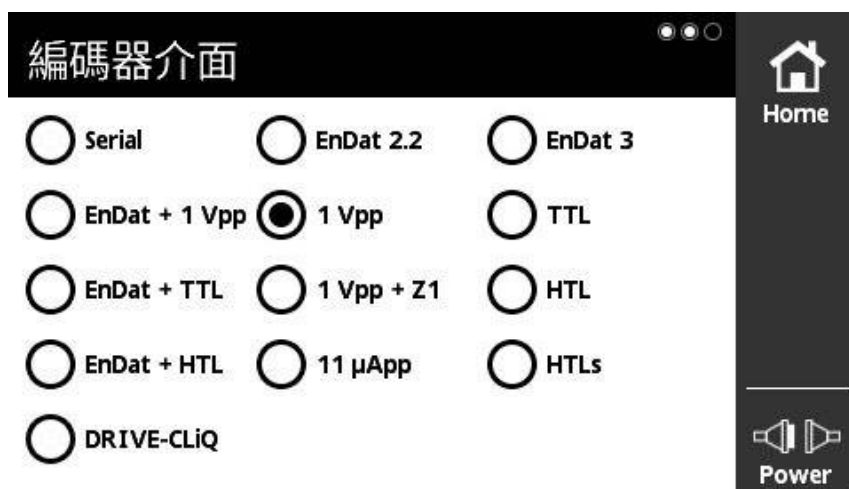 編碼器介面
Home
Serial EnDat 2.2 EnDat 3
EnDat + 1 Vpp 1 Vpp TTL
EnDat + TTL 1 Vpp + Z1 HTL
EnDat + HTL 11 µApp HTLs
DRIVE-CLiQ
Power